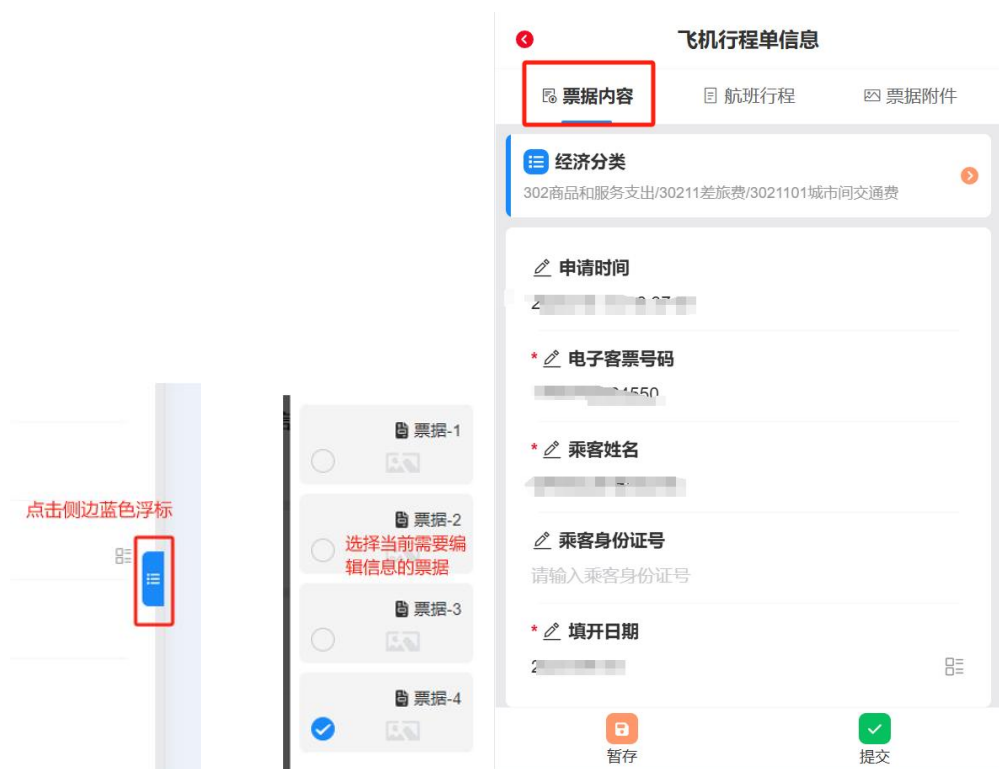 飞机行程单信息
票据内容
航班行程
票据附件
经济分类
302商品和服务支出/30211差旅费/3021101城市间交通费
申请时间
* 电子客票号码
4550
* 乘客姓名
乘客身份证号
请输入乘客身份证号
* 填开日期
暂存
提交
点击侧边蓝色浮标
票据-1
票据-2
选择当前需要编
辑信息的票据
票据-3
票据-4